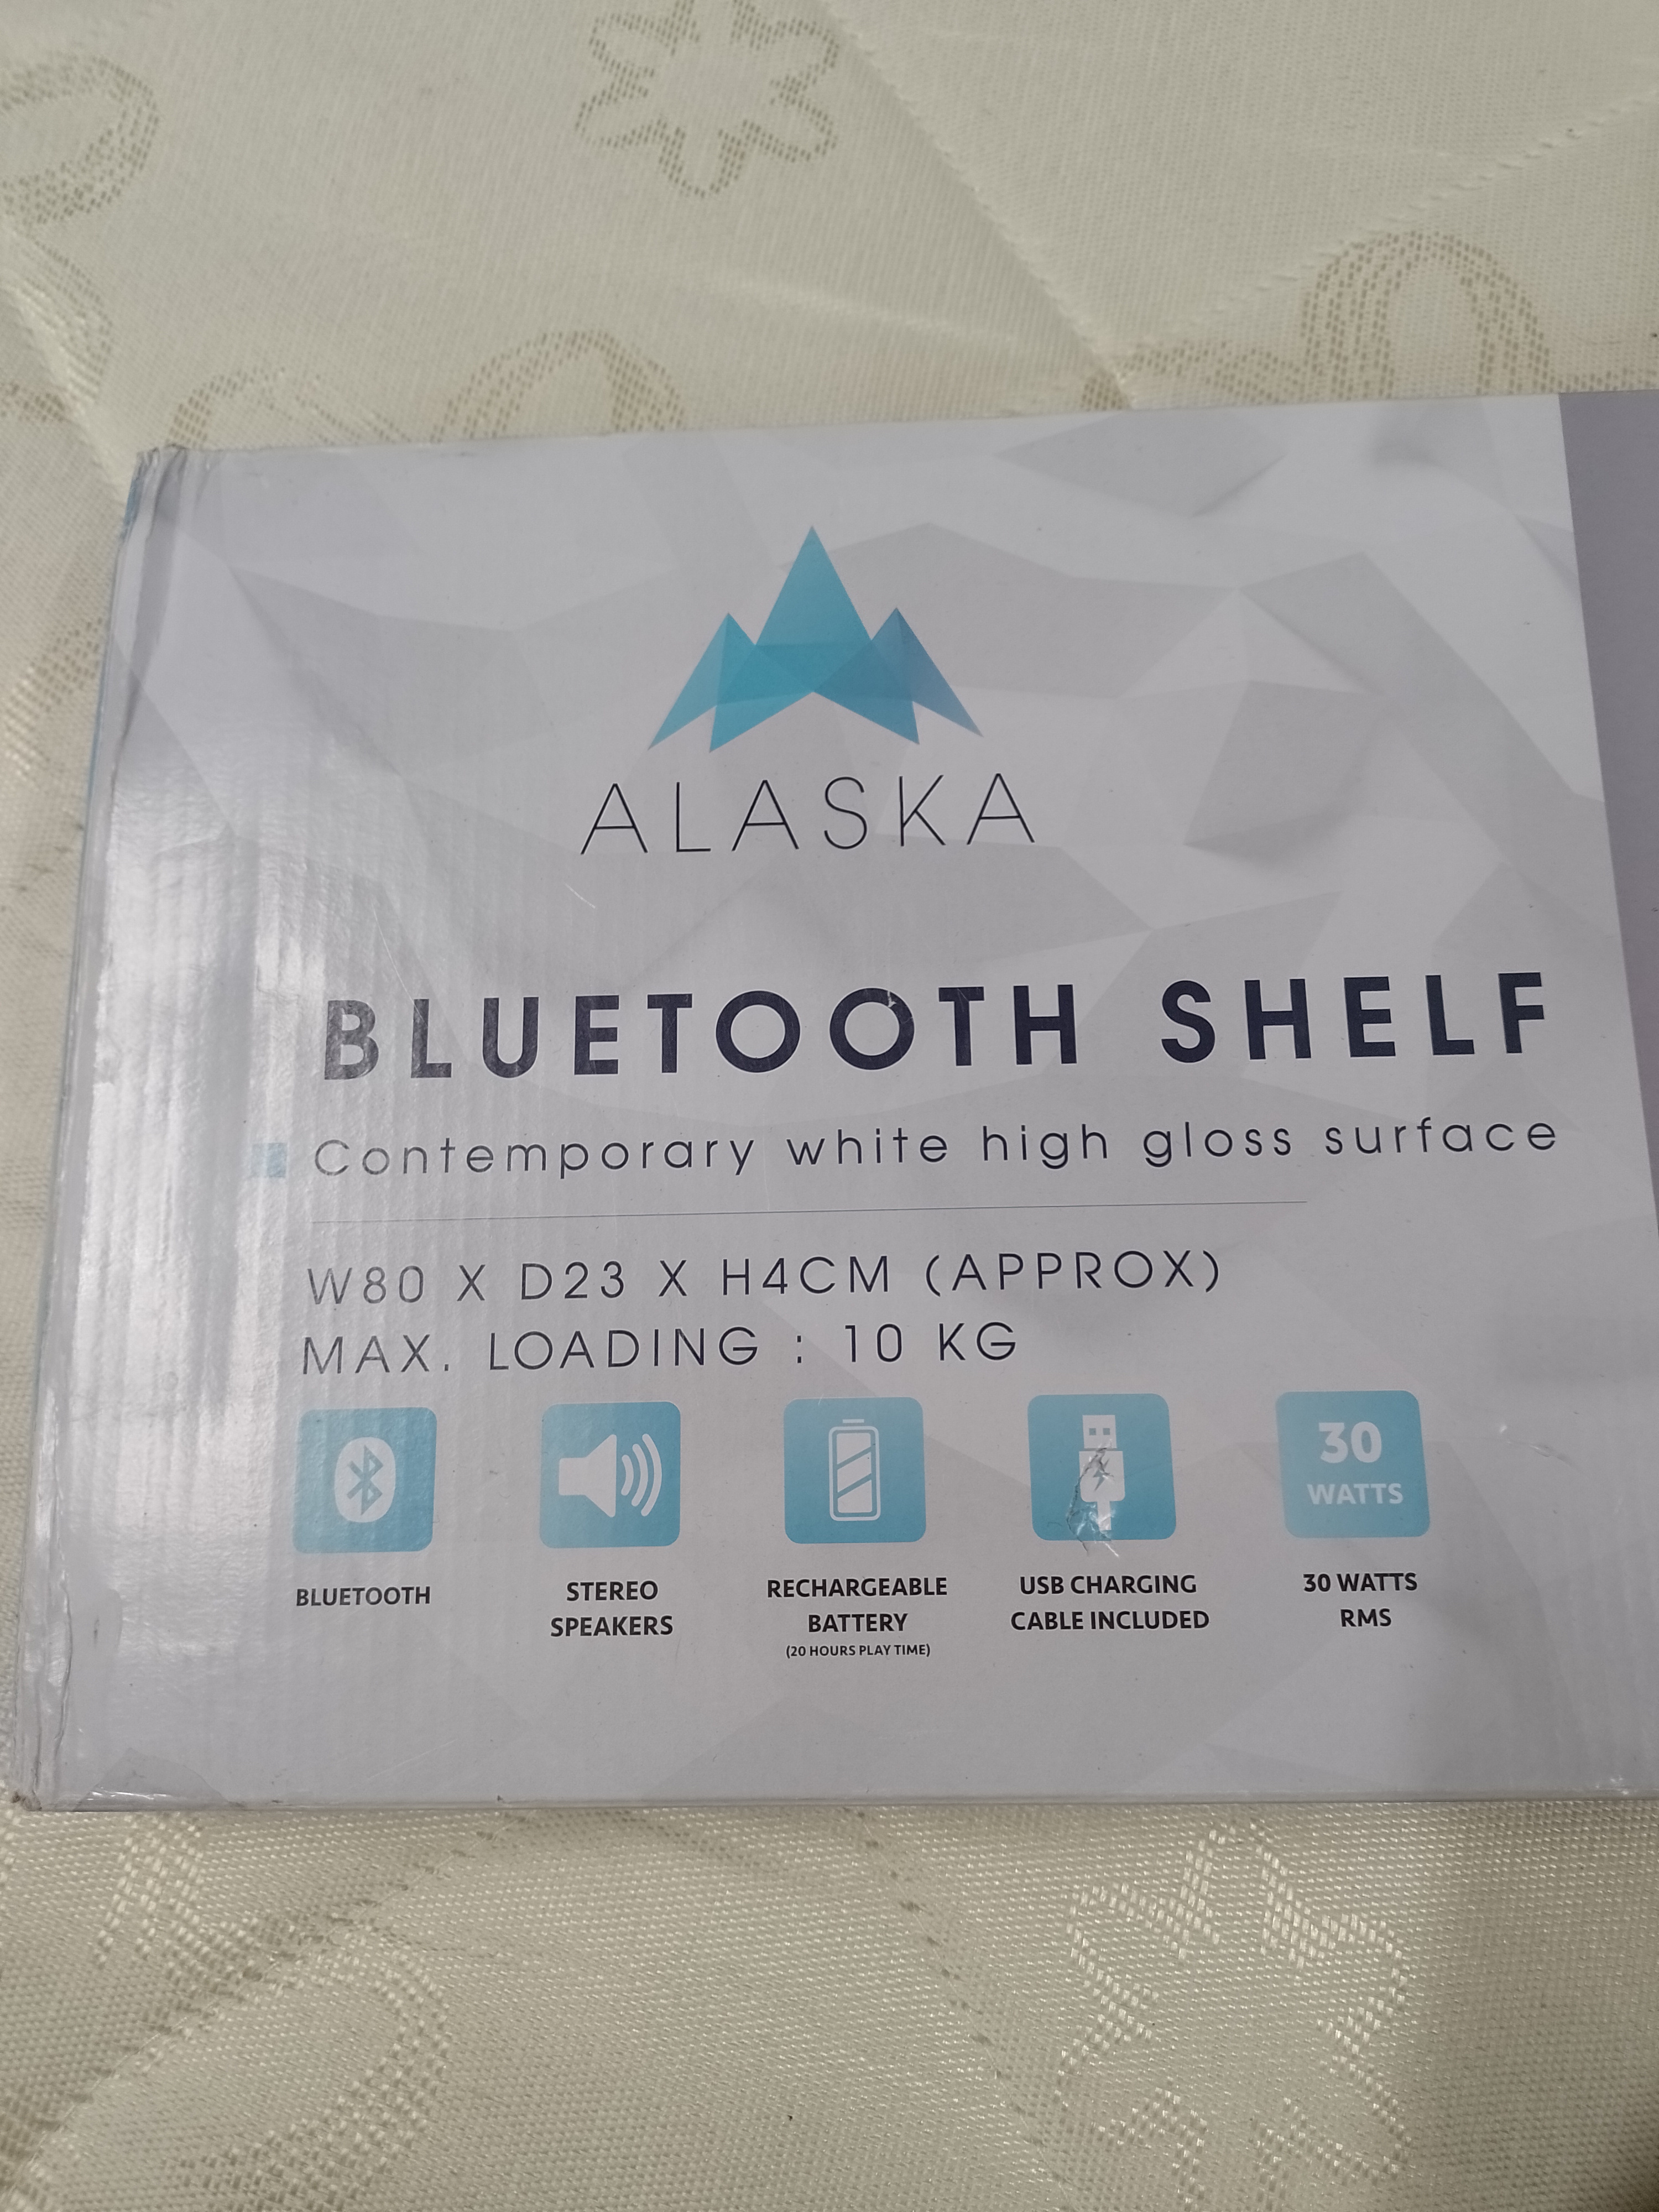 ALASKA
BLUETOOTH SHELF
Contemporary white high gloss surface
W80 X D23 X H4CM (APPROX)
MAX. LOADING : 10 KG
30
WATTS
BLUETOOTH
STEREO
SPEAKERS
RECHARGEABLE
BATTERY
(20 HOURS PLAY TIME)
USB CHARGING
CABLE INCLUDED
30 WATTS
RMS